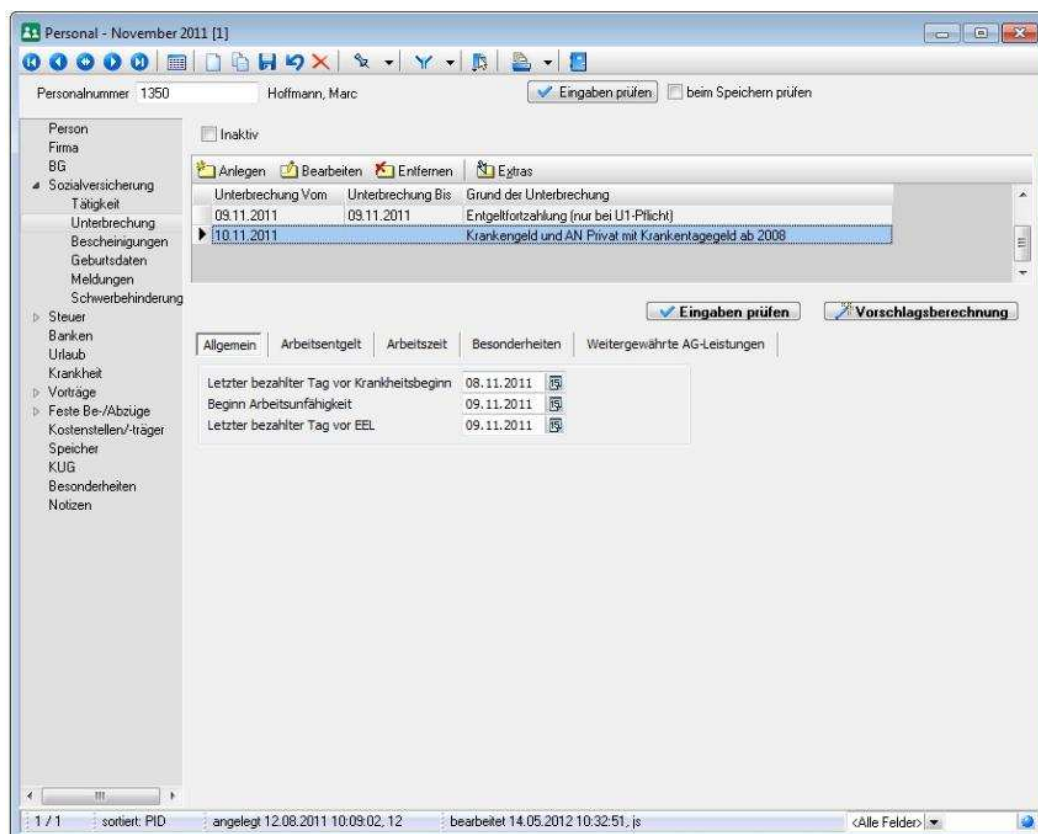 Personal - November 2011 [1]
Personalnummer 1350 Hoffmann, Marc Eingaben prüfen beim Speichern prüfen
Person
Firma
BG
Sozialversicherung
Tätigkeit
Unterbrechung
Bescheinigungen
Geburtsdaten
Meldungen
Schwerbehinderung
Steuer
Banken
Urlaub
Krankheit
Vorträge
Feste Be-/Abzüge
Kostenstellen/-träger
Speicher
KUG
Besonderheiten
Notizen
Inaktiv
Anlegen Bearbeiten Entfernen Extras
Unterbrechung Vom Unterbrechung Bis Grund der Unterbrechung
09.11.2011 09.11.2011 Entgeltfortzahlung (nur bei U1-Pflicht)
10.11.2011 Krankengeld und AN Privat mit Krankentagegeld ab 2008
Eingaben prüfen Vorschlagsberechnung
Allgemein Arbeitsentgelt Arbeitszeit Besonderheiten Weitergewährte AG-Leistungen
Letzter bezahlter Tag vor Krankheitsbeginn 08.11.2011 15
Beginn Arbeitsunfähigkeit 09.11.2011 15
Letzter bezahlter Tag vor EEL 09.11.2011 15
1 / 1 sortiert: PID angelegt 12.08.2011 10:09:02, 12 bearbeitet 14.05.2012 10:32:51, js <Alle Felder>